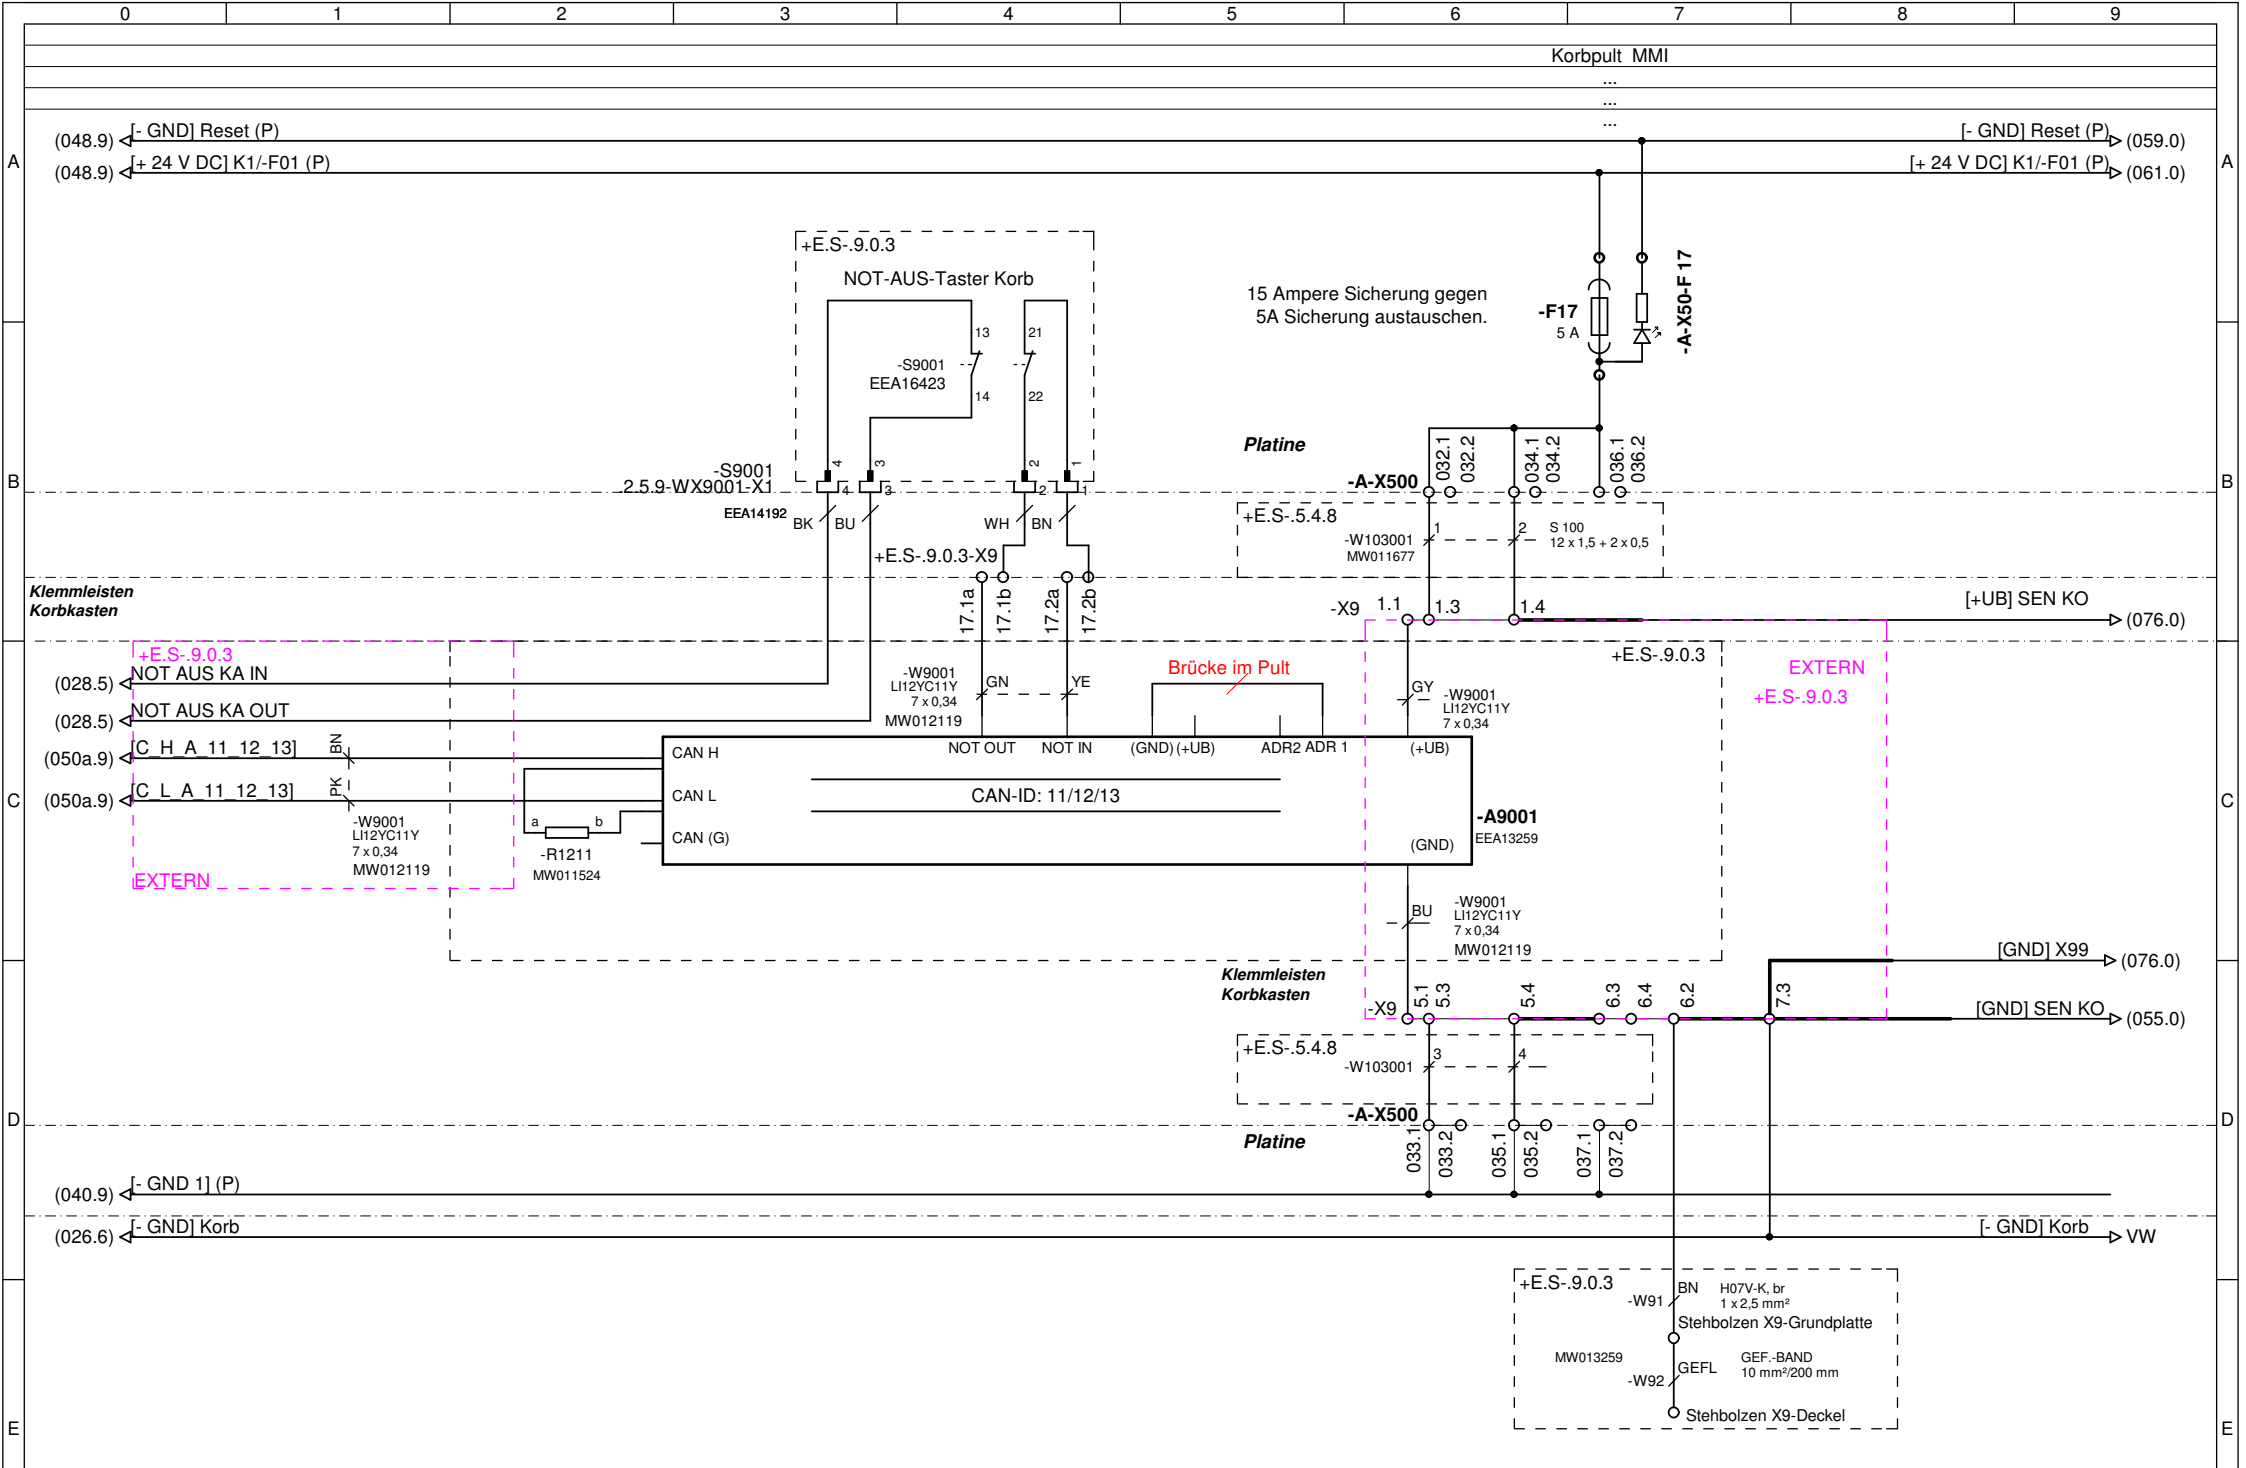 0 1 2 3 4 5 6 7 8 9
Korbpult MMI
...
...
...
A
(048.9) [- GND] Reset (P)
[- GND] Reset (P) (059.0)
(048.9) [+ 24 V DC] K1/-F01 (P)
[+ 24 V DC] K1/-F01 (P) (061.0)
A
+E.S-.9.0.3
NOT-AUS-Taster Korb
15 Ampere Sicherung gegen
5A Sicherung austauschen.
-F17
5 A
-A-X50-F 17
13
21
-S9001
EEA16423
14
22
Platine
032.1
032.2
034.1
034.2
036.1
036.2
B
-S9001
.2.5.9-WX9001-X1
4 3 2 1
4 3 2 1
-A-X500
B
EEA14192
BK BU WH BN
+E.S-.5.4.8
-W103001
MW011677
1
2
S 100
12 x 1,5 + 2 x 0,5
+E.S-.9.0.3-X9
Klemmleisten
Korbkasten
17.1a
17.1b
17.2a
17.2b
-X9 1.1 1.3 1.4
[+UB] SEN KO (076.0)
+E.S-.9.0.3
(028.5) NOT AUS KA IN
(028.5) NOT AUS KA OUT
-W9001
LI12YC11Y
7 x 0,34
MW012119
GN
YE
Brücke im Pult
GY
-W9001
LI12YC11Y
7 x 0,34
+E.S-.9.0.3
EXTERN
+E.S-.9.0.3
(050a.9) [C_H_A_11_12_13] BN
CAN H
NOT OUT NOT IN (GND) (+UB) ADR2 ADR 1 (+UB)
C
(050a.9) [C_L_A_11_12_13] PK
CAN L
CAN-ID: 11/12/13
C
-W9001
LI12YC11Y
7 x 0,34
MW012119
a b
-R1211
MW011524
CAN (G)
(GND)
-A9001
EEA13259
EXTERN
BU
-W9001
LI12YC11Y
7 x 0,34
MW012119
[GND] X99 (076.0)
Klemmleisten
Korbkasten
-X9
5.1
5.3
5.4
6.3
6.4
6.2
7.3
[GND] SEN KO (055.0)
+E.S-.5.4.8
-W103001
3
4
D
-A-X500
D
Platine
033.1
033.2
035.1
035.2
037.1
037.2
(040.9) [- GND 1] (P)
(026.6) [- GND] Korb
[- GND] Korb VW
+E.S-.9.0.3
-W91
BN
H07V-K, br
1 x 2,5 mm²
Stehbolzen X9-Grundplatte
MW013259
-W92
GEFL
GEF.-BAND
10 mm²/200 mm
Stehbolzen X9-Deckel
E
E